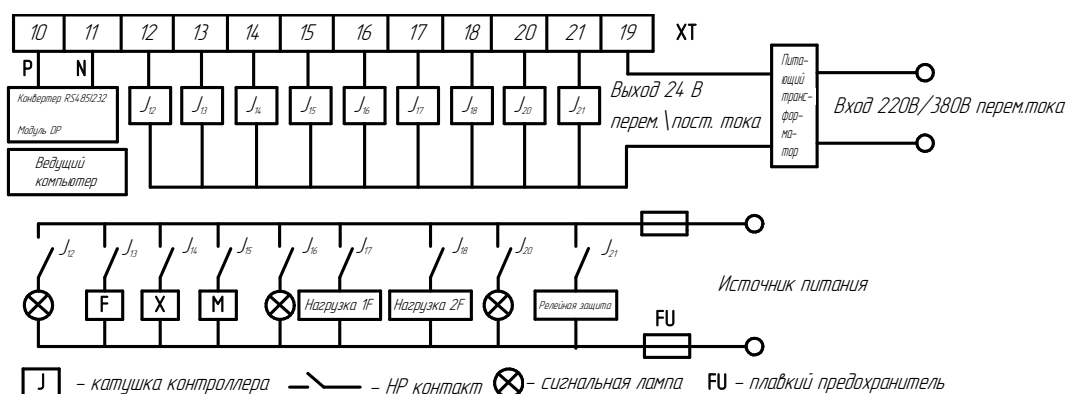 10 11 12 13 14 15 16 17 18 20 21 19 XT
P N
Конвертер RS485/232
Модуль DP
Ведущий
компьютер
J12 J13 J14 J15 J16 J17 J18 J20 J21
Выход 24 В
перем.\пост. тока
Пита-
ющий
транс-
фор-
ма-
тор
Вход 220В/380В перем.тока
J12 J13 J14 J15 J16 J17 J18 J20 J21
F X M Нагрузка 1F Нагрузка 2F Релейная защита
Источник питания
FU
J - катушка контроллера - НР контакт - сигнальная лампа FU - плавкий предохранитель